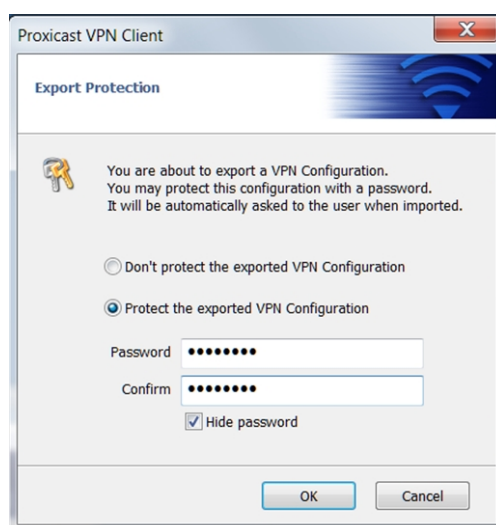 Proxicast VPN Client
Export Protection
You are about to export a VPN Configuration.
You may protect this configuration with a password.
It will be automatically asked to the user when imported.
Don't protect the exported VPN Configuration
Protect the exported VPN Configuration
Password ••••••••
Confirm ••••••••
Hide password
OK Cancel